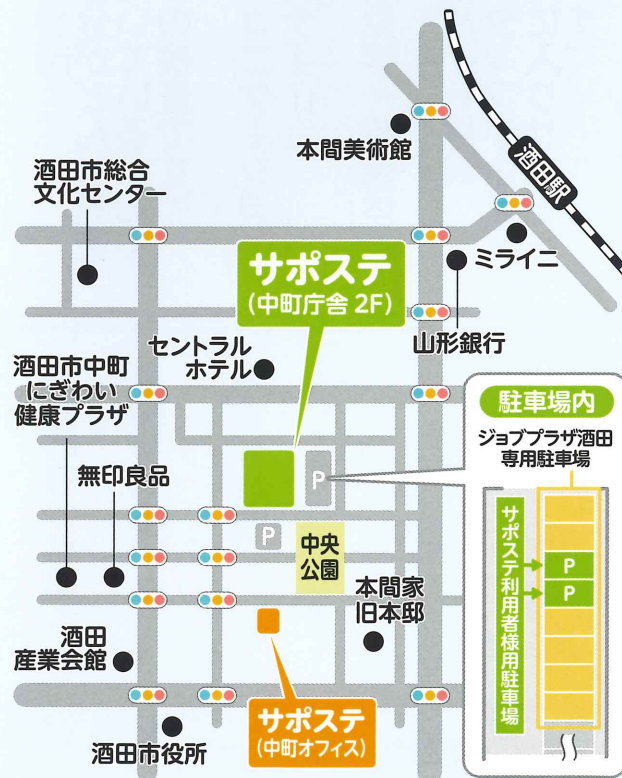 本間美術館
酒田駅
酒田市総合
文化センター
ミライニ
サポステ
(中町庁舎 2F)
山形銀行
セントラル
ホテル
酒田市中町
にぎわい
健康プラザ
駐車場内
ジョブプラザ酒田
専用駐車場
無印良品
P
P
中央
公園
サポステ利用者様用駐車場
P
P
本間家
旧本邸
酒田
産業会館
サポステ
(中町オフィス)
酒田市役所